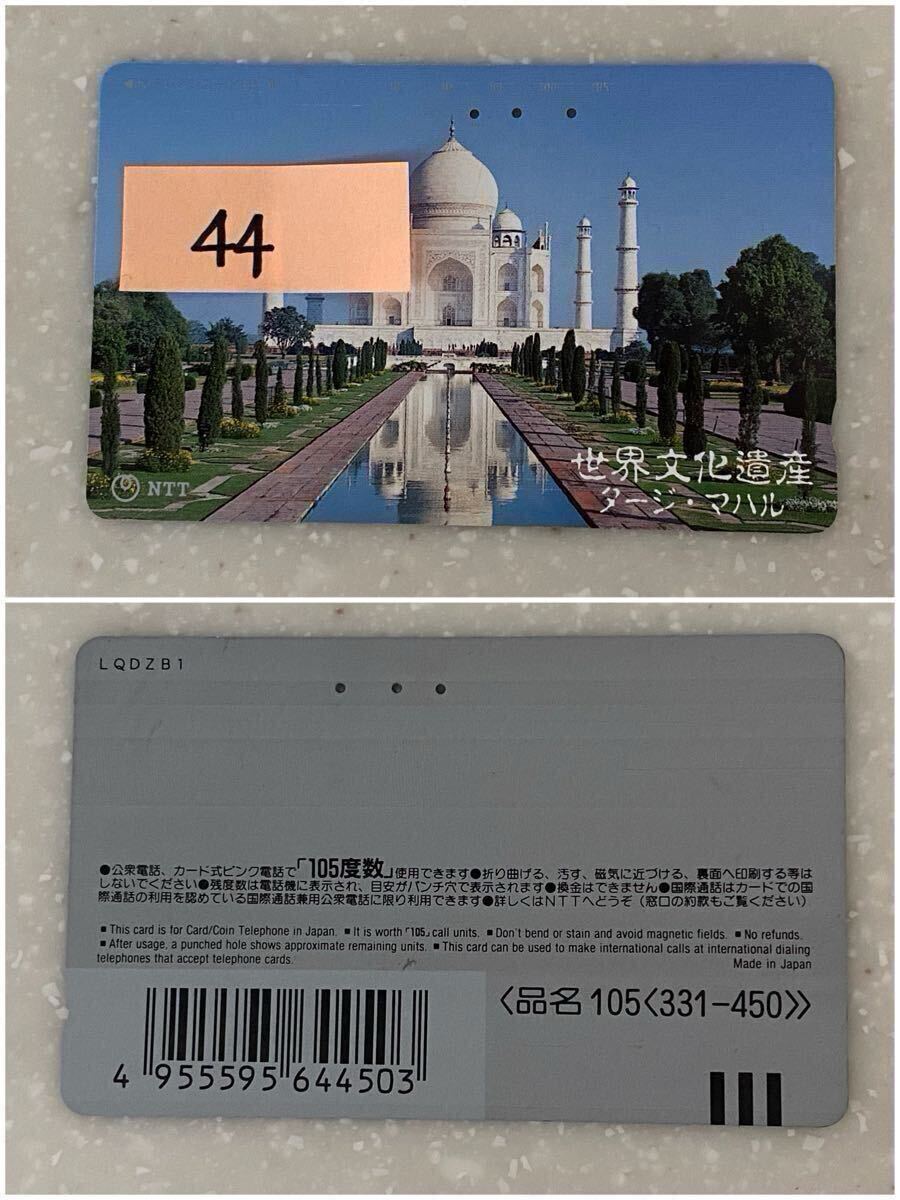 44
NTT
世界文化遺産
タージ・マハル
LQDZB1
●公衆電話、カード式ピンク電話で「105度数」使用できます●折り曲げる、汚す、磁気に近づける、裏面へ印刷する等は
しないでください●残度数は電話機に表示され、目安がパンチ穴で表示されます●換金はできません●国際通話はカードでの国
際通話の利用を認めている国際通話兼用公衆電話に限り利用できます●詳しくはNTTへどうぞ（窓口の約款もご覧ください）
■ This card is for Card/Coin Telephone in Japan. ■ It is worth「105」call units. ■ Don't bend or stain and avoid magnetic fields. ■ No refunds.
■ After usage, a punched hole shows approximate remaining units. ■ This card can be used to make international calls at international dialing
telephones that accept telephone cards.
Made in Japan
〈品名 105〈331-450〉〉
4 955595 644503